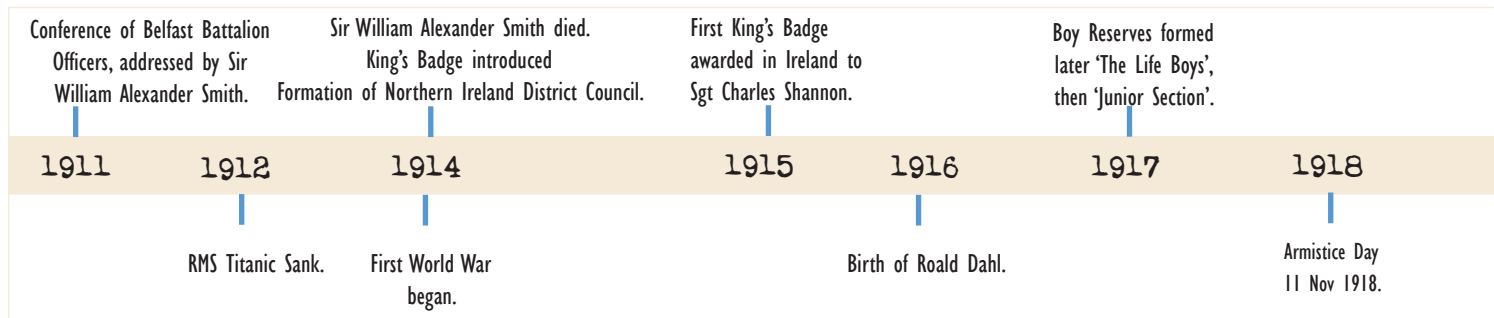 Conference of Belfast Battalion
Officers, addressed by Sir
William Alexander Smith.
Sir William Alexander Smith died.
King's Badge introduced
Formation of Northern Ireland District Council.
First King's Badge
awarded in Ireland to
Sgt Charles Shannon.
Boy Reserves formed
later ‘The Life Boys’,
then ‘Junior Section’.
1911 1912 1914 1915 1916 1917 1918
RMS Titanic Sank.
First World War
began.
Birth of Roald Dahl.
Armistice Day
11 Nov 1918.